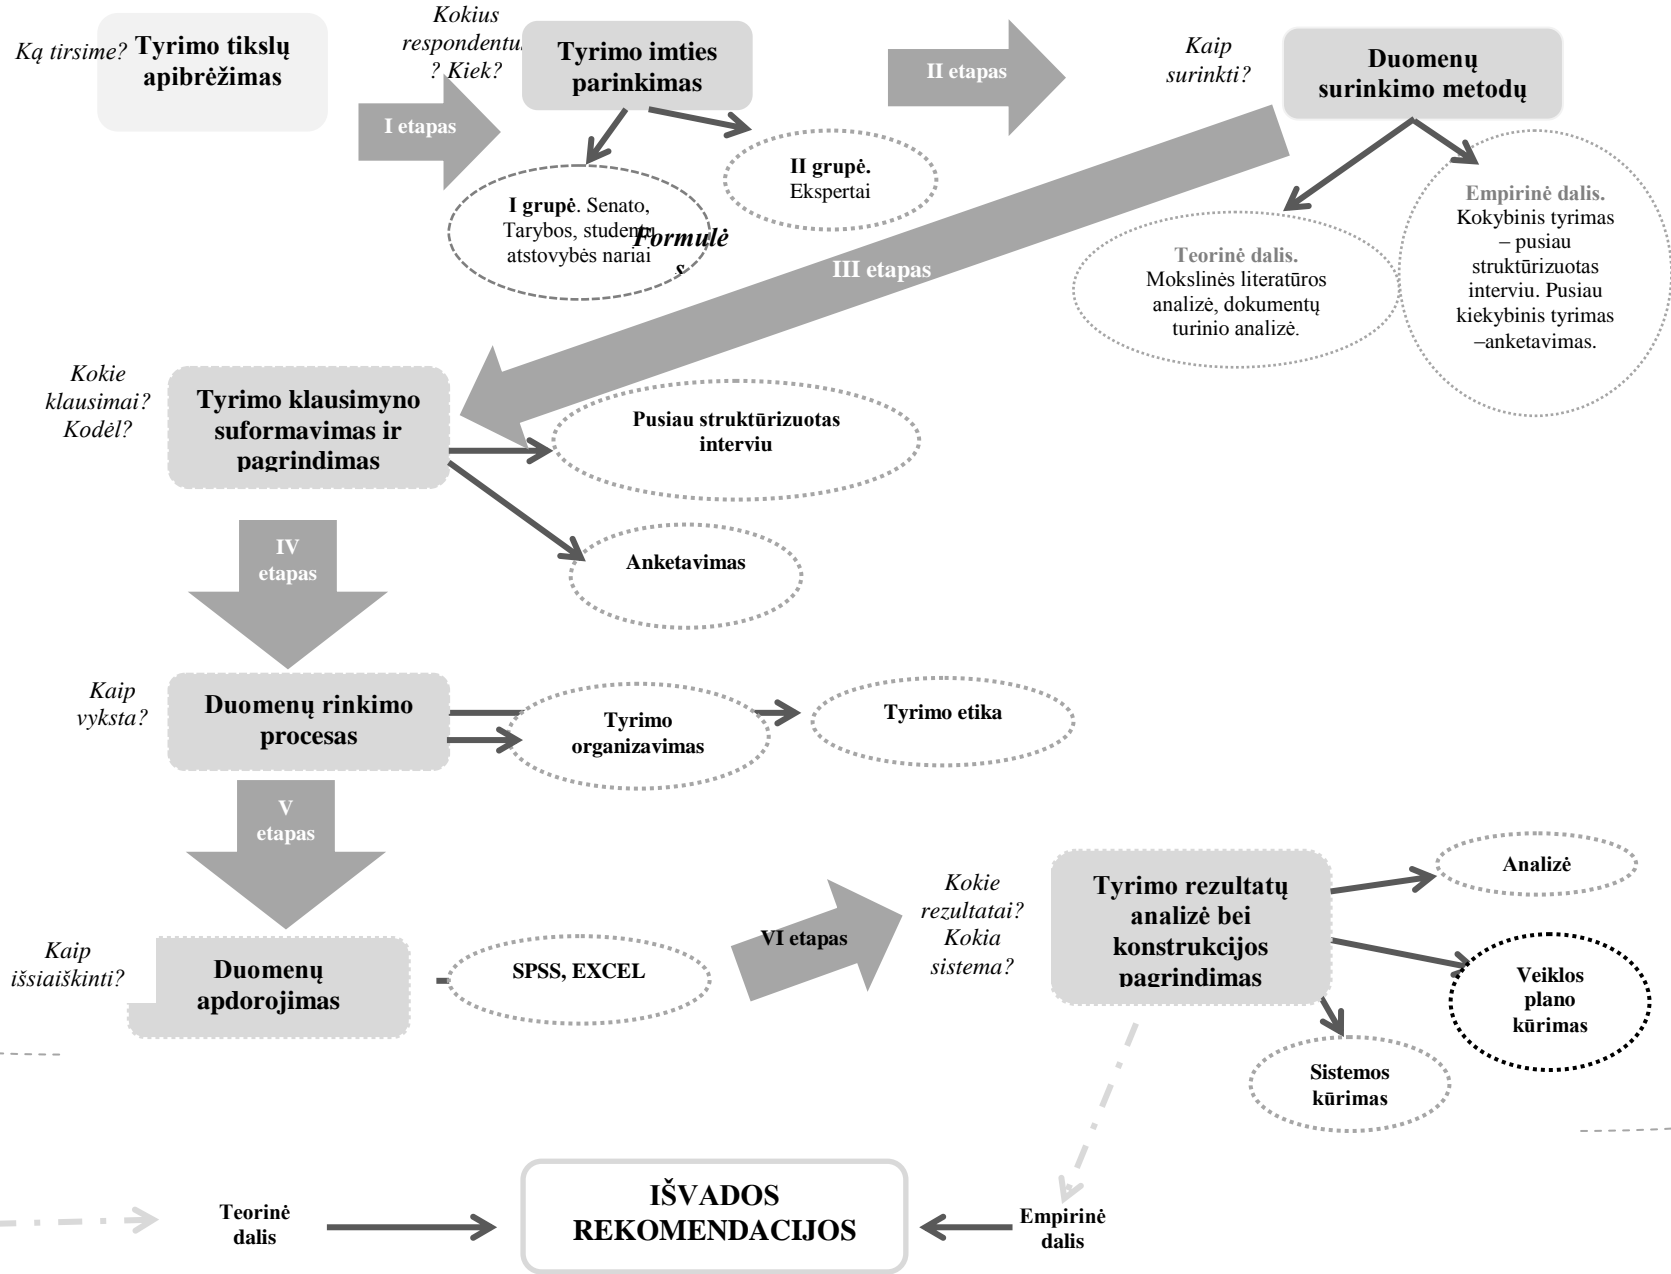 Ką tirsime?
Tyrimo tikslų
apibrėžimas
Kokius
respondentu
? Kiek?
Tyrimo imties
parinkimas
I etapas
II etapas
Kaip
surinkti?
Duomenų
surinkimo metodų
I grupė. Senato,
Tarybos, studentų
atstovybės nariai
Formulė
s
II grupė.
Ekspertai
III etapas
Teorinė dalis.
Mokslinės literatūros
analizė, dokumentų
turinio analizė.
Empirinė dalis.
Kokybinis tyrimas
– pusiau
struktūrizuotas
interviu. Pusiau
kiekybinis tyrimas
–anketavimas.
Kokie
klausimai?
Kodėl?
Tyrimo klausimyno
suformavimas ir
pagrindimas
Pusiau struktūrizuotas
interviu
Anketavimas
IV
etapas
Kaip
vyksta?
Duomenų rinkimo
procesas
Tyrimo
organizavimas
Tyrimo etika
V
etapas
Kaip
išsiaiškinti?
Duomenų
apdorojimas
SPSS, EXCEL
VI etapas
Kokie
rezultatai?
Kokia
sistema?
Tyrimo rezultatų
analizė bei
konstrukcijos
pagrindimas
Analizė
Veiklos
plano
kūrimas
Sistemos
kūrimas
Teorinė
dalis
IŠVADOS
REKOMENDACIJOS
Empirinė
dalis